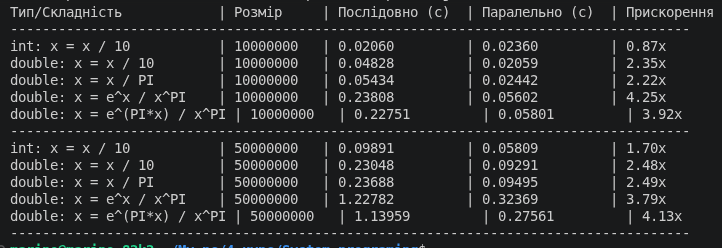 Тип/Складність | Розмір | Послідовно (с) | Паралельно (с) | Прискорення
--------------------------------------------------------------------------------------
int: x = x / 10 | 10000000 | 0.02060 | 0.02360 | 0.87x
double: x = x / 10 | 10000000 | 0.04828 | 0.02059 | 2.35x
double: x = x / PI | 10000000 | 0.05434 | 0.02442 | 2.22x
double: x = e^x / x^PI | 10000000 | 0.23808 | 0.05602 | 4.25x
double: x = e^(PI*x) / x^PI | 10000000 | 0.22751 | 0.05801 | 3.92x
--------------------------------------------------------------------------------------
int: x = x / 10 | 50000000 | 0.09891 | 0.05809 | 1.70x
double: x = x / 10 | 50000000 | 0.23048 | 0.09291 | 2.48x
double: x = x / PI | 50000000 | 0.23688 | 0.09495 | 2.49x
double: x = e^x / x^PI | 50000000 | 1.22782 | 0.32369 | 3.79x
double: x = e^(PI*x) / x^PI | 50000000 | 1.13959 | 0.27561 | 4.13x
--------------------------------------------------------------------------------------